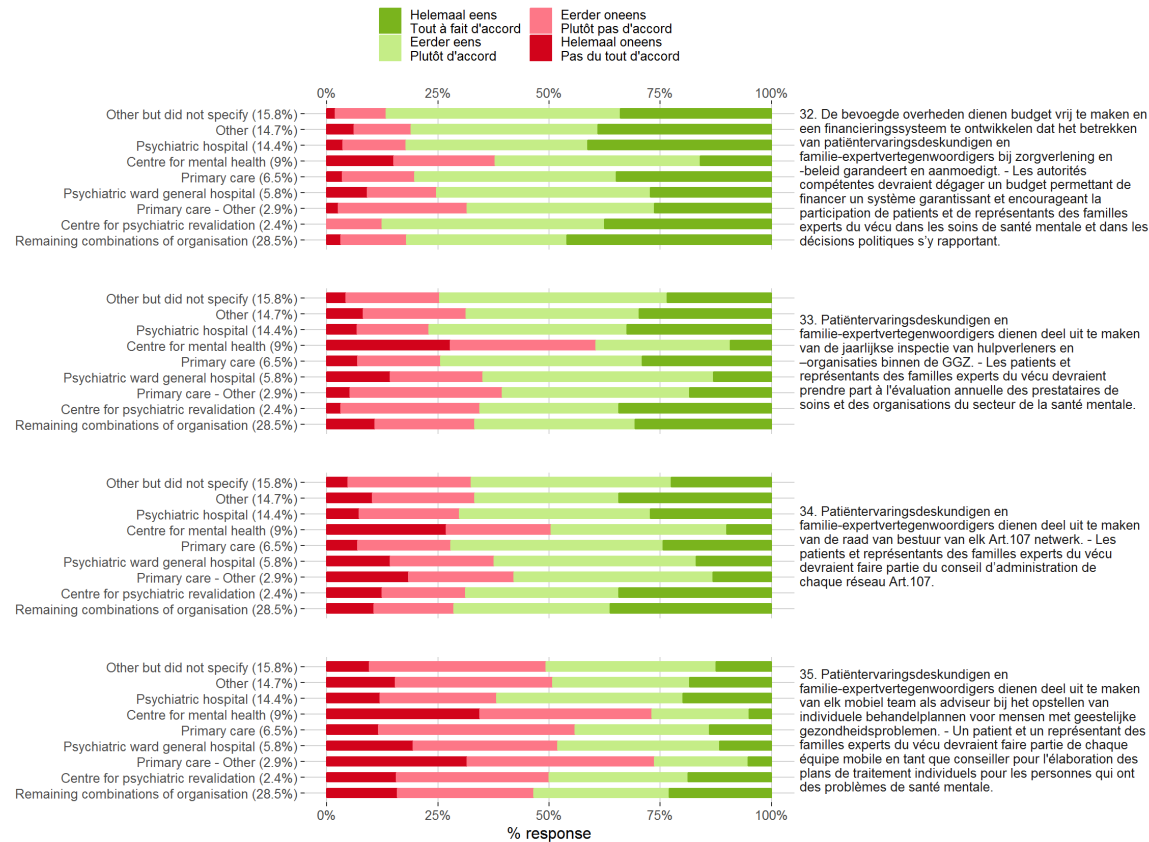 Helemaal eens
Tout à fait d'accord
Eerder eens
Plutôt d'accord
Eerder oneens
Plutôt pas d'accord
Helemaal oneens
Pas du tout d'accord
0%
25%
50%
75%
100%
Other but did not specify (15.8%)
Other (14.7%)
Psychiatric hospital (14.4%)
Centre for mental health (9%)
Primary care (6.5%)
Psychiatric ward general hospital (5.8%)
Primary care - Other (2.9%)
Centre for psychiatric revalidation (2.4%)
Remaining combinations of organisation (28.5%)
32. De bevoegde overheden dienen budget vrij te maken en
een financieringssysteem te ontwikkelen dat het betrekken
van patiëntervaringsdeskundigen en
familie-expertvertegenwoordigers bij zorgverlening en
-beleid garandeert en aanmoedigt. - Les autorités
compétentes devraient dégager un budget permettant de
financer un système garantissant et encourageant la
participation de patients et de représentants des familles
experts du vécu dans les soins de santé mentale et dans les
décisions politiques s'y rapportant.
Other but did not specify (15.8%)
Other (14.7%)
Psychiatric hospital (14.4%)
Centre for mental health (9%)
Primary care (6.5%)
Psychiatric ward general hospital (5.8%)
Primary care - Other (2.9%)
Centre for psychiatric revalidation (2.4%)
Remaining combinations of organisation (28.5%)
33. Patiëntervaringsdeskundigen en
familie-expertvertegenwoordigers dienen deel uit te maken
van de jaarlijkse inspectie van hulpverleners en
–organisaties binnen de GGZ. - Les patients et
représentants des familles experts du vécu devraient
prendre part à l'évaluation annuelle des prestataires de
soins et des organisations du secteur de la santé mentale.
Other but did not specify (15.8%)
Other (14.7%)
Psychiatric hospital (14.4%)
Centre for mental health (9%)
Primary care (6.5%)
Psychiatric ward general hospital (5.8%)
Primary care - Other (2.9%)
Centre for psychiatric revalidation (2.4%)
Remaining combinations of organisation (28.5%)
34. Patiëntervaringsdeskundigen en
familie-expertvertegenwoordigers dienen deel uit te maken
van de raad van bestuur van elk Art.107 netwerk. - Les
patients et représentants des familles experts du vécu
devraient faire partie du conseil d'administration de
chaque réseau Art.107.
Other but did not specify (15.8%)
Other (14.7%)
Psychiatric hospital (14.4%)
Centre for mental health (9%)
Primary care (6.5%)
Psychiatric ward general hospital (5.8%)
Primary care - Other (2.9%)
Centre for psychiatric revalidation (2.4%)
Remaining combinations of organisation (28.5%)
35. Patiëntervaringsdeskundigen en
familie-expertvertegenwoordigers dienen deel uit te maken
van elk mobiel team als adviseur bij het opstellen van
individuele behandelplannen voor mensen met geestelijke
gezondheidsproblemen. - Un patient et un représentant des
familles experts du vécu devraient faire partie de chaque
équipe mobile en tant que conseiller pour l'élaboration des
plans de traitement individuels pour les personnes qui ont
des problèmes de santé mentale.
0%
25%
50%
75%
100%
% response